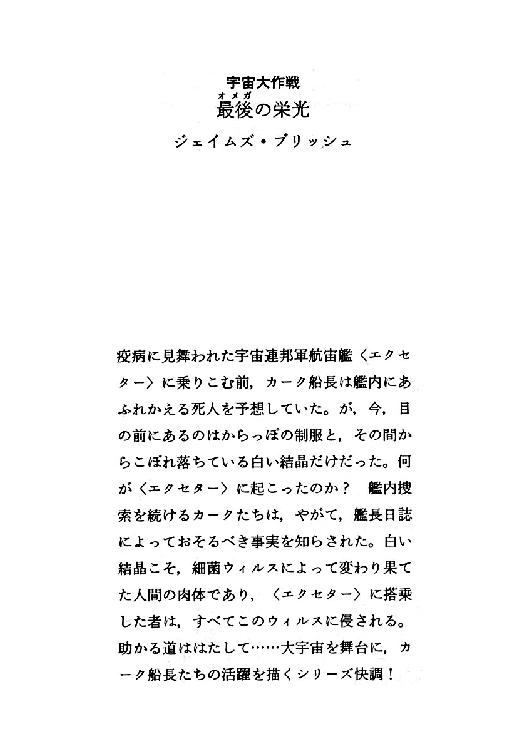 宇宙大作戦
オメガ
最後の栄光
ジェイムズ・ブリッシュ
疫病に見舞われた宇宙連邦軍航宙艦〈エクセ
ター〉に乗りこむ前，カーク船長は艦内にあ
ふれかえる死人を予想していた。が，今，目
の前にあるのはからっぽの制服と，その間か
らこぼれ落ちている白い結晶だけだった。何
が〈エクセター〉に起こったのか？　艦内捜
索を続けるカークたちは，やがて，艦長日誌
によっておそるべき事実を知らされた。白い
結晶こそ，細菌ウィルスによって変わり果て
た人間の肉体であり，〈エクセター〉に搭乗
した者は，すべてこのウィルスに侵される。
助かる道ははたして……大宇宙を舞台に，カ
ーク船長たちの活躍を描くシリーズ快調！